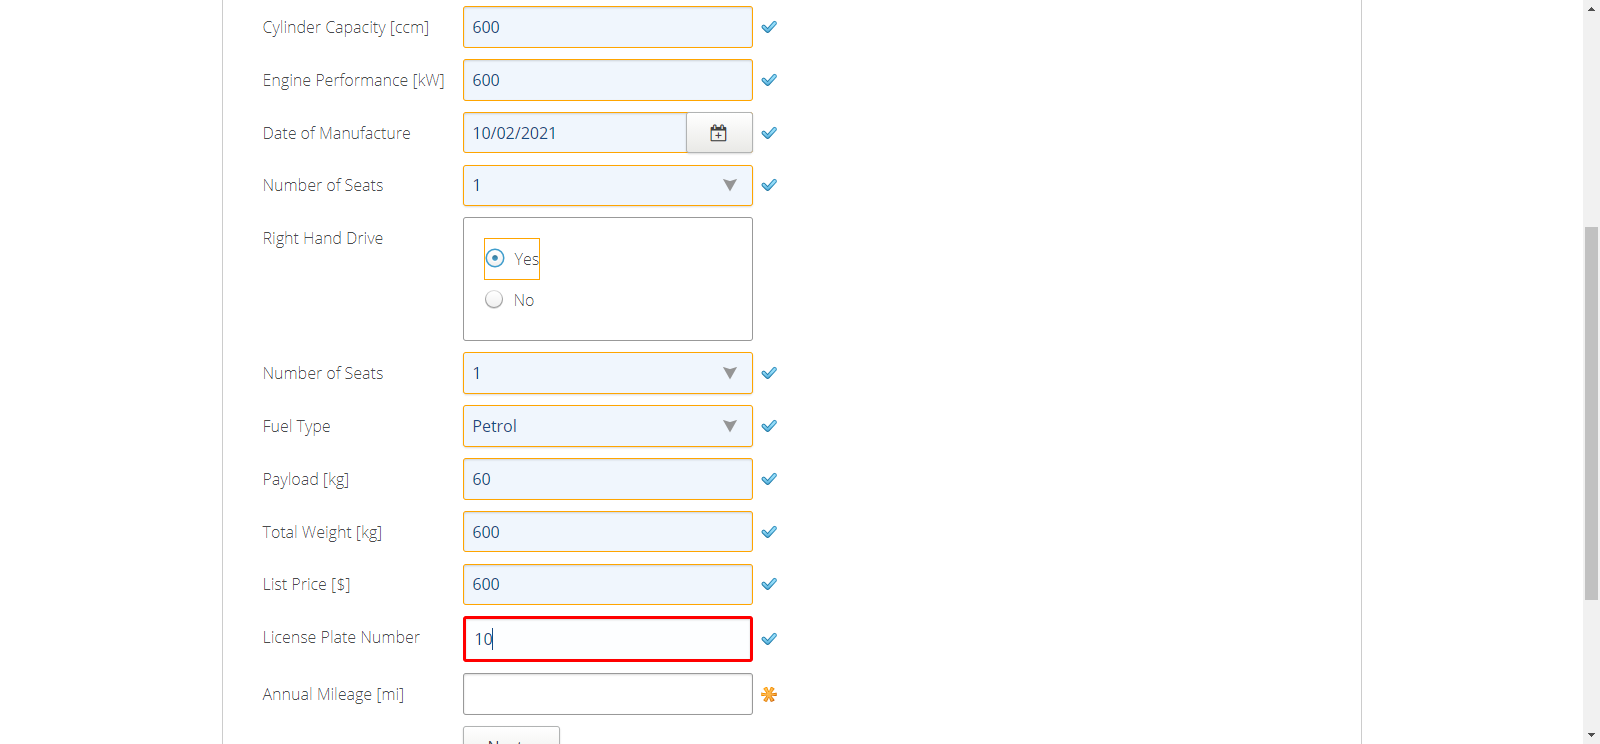 Cylinder Capacity [ccm] 600
Engine Performance [kW] 600
Date of Manufacture 10/02/2021
Number of Seats 1
Right Hand Drive
Yes
No
Number of Seats 1
Fuel Type Petrol
Payload [kg] 60
Total Weight [kg] 600
List Price [$] 600
License Plate Number 10
Annual Mileage [mi]